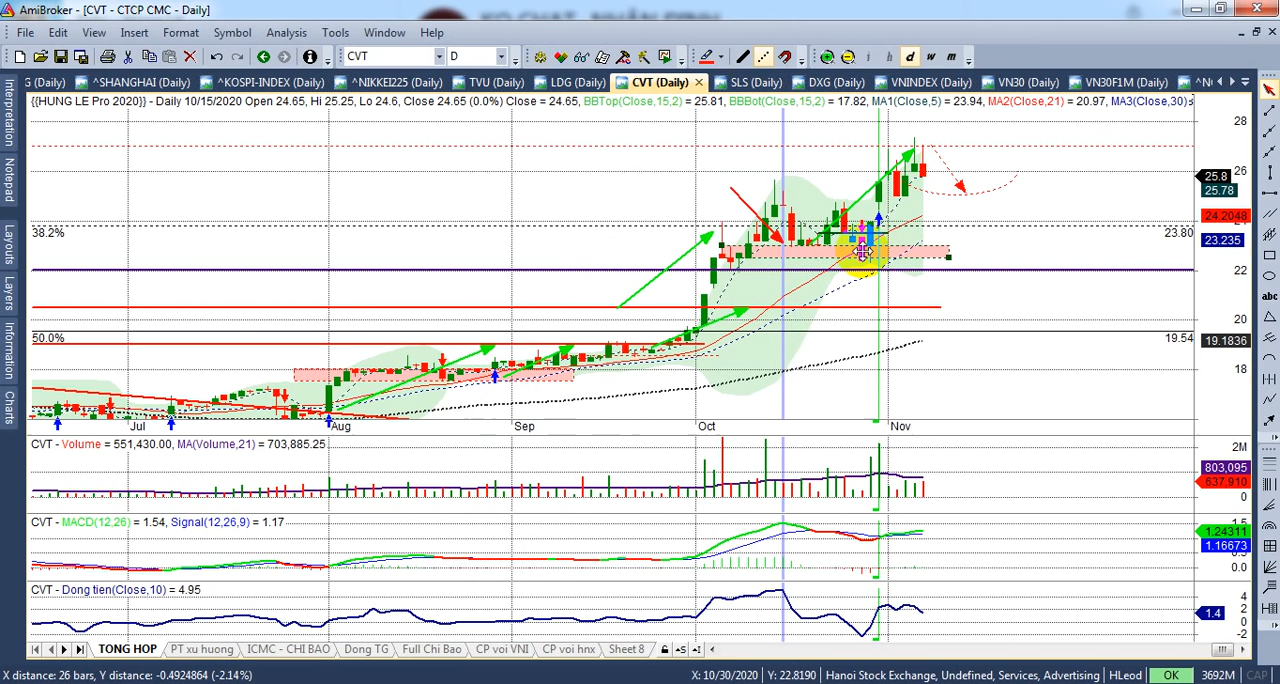 AmiBroker - [CVT - CTCP CMC - Daily]
File Edit View Insert Format Symbol Analysis Tools Window Help
CVT D i h d w m
G (Daily) ^SHANGHAI (Daily) ^KOSPI-INDEX (Daily) ^NIKKEI225 (Daily) TVU (Daily) LDG (Daily) CVT (Daily) SLS (Daily) DXG (Daily) VNINDEX (Daily) VN30 (Daily) VN30F1M (Daily)
{{HUNG LE Pro 2020}} - Daily 10/15/2020 Open 24.65, Hi 25.25, Lo 24.6, Close 24.65 (0.0%) Close = 24.65, BBTop(Close,15,2) = 25.81, BBBot(Close,15,2) = 17.82, MA1(Close,5) = 23.94, MA2(Close,21) = 20.97, MA3(Close,30)
Interpretation
Notepad
Layouts
Layers
Information
Charts
abc
28
26
25.8
25.78
24.2048
24
38.2%
23.80
23.235
22
20
50.0%
19.54
19.1836
18
Jul Aug Sep Oct Nov
CVT - Volume = 551,430.00, MA(Volume,21) = 703,885.25
2M
803,095
637,910
0
CVT - MACD(12,26) = 1.54, Signal(12,26,9) = 1.17
1.5
1.24311
1.16673
0.0
CVT - Dong tien(Close,10) = 4.95
4
2
1.4
0
-2
TONG HOP PT xu huong ICMC - CHI BAO Dong TG Full Chi Bao CP voi VNI CP voi hnx Sheet 8
X distance: 26 bars, Y distance: -0.4924864 (-2.14%) X: 10/30/2020 Y: 22.8190 Hanoi Stock Exchange, Undefined, Services, Advertising HLeod OK 3692M CAP